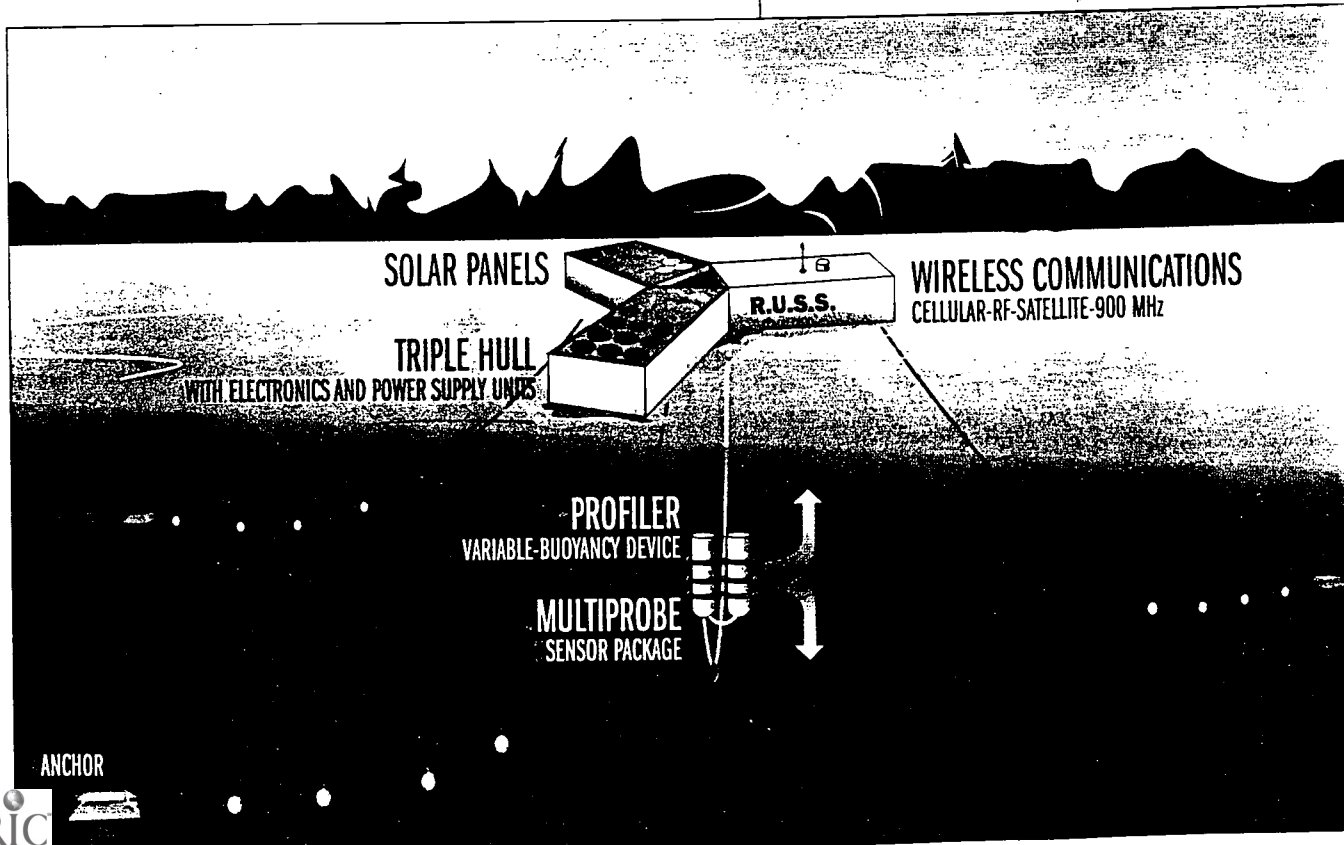 SOLAR PANELS
R.U.S.S.
WIRELESS COMMUNICATIONS
CELLULAR-RF-SATELLITE-900 MHz
TRIPLE HULL
WITH ELECTRONICS AND POWER SUPPLY UNITS
PROFILER
VARIABLE-BUOYANCY DEVICE
MULTIPROBE
SENSOR PACKAGE
ANCHOR